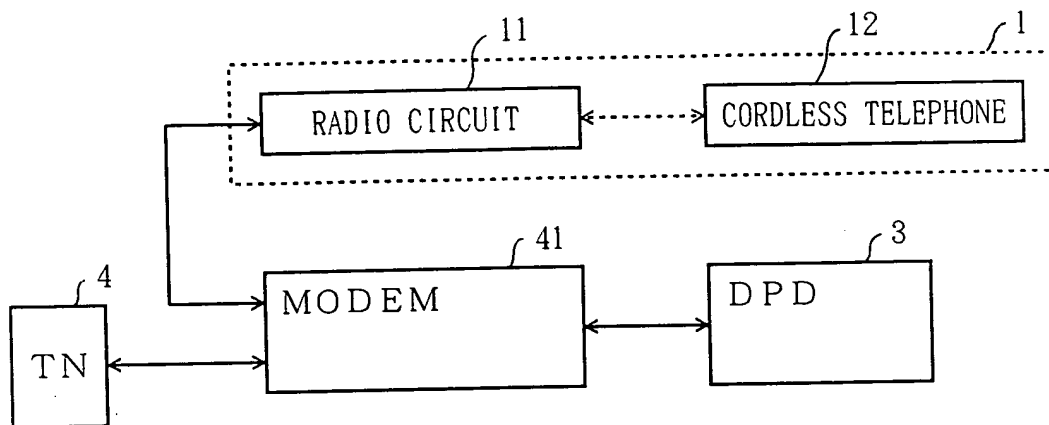 11
12
1
RADIO CIRCUIT
CORDLESS TELEPHONE
4
41
3
TN
MODEM
DPD